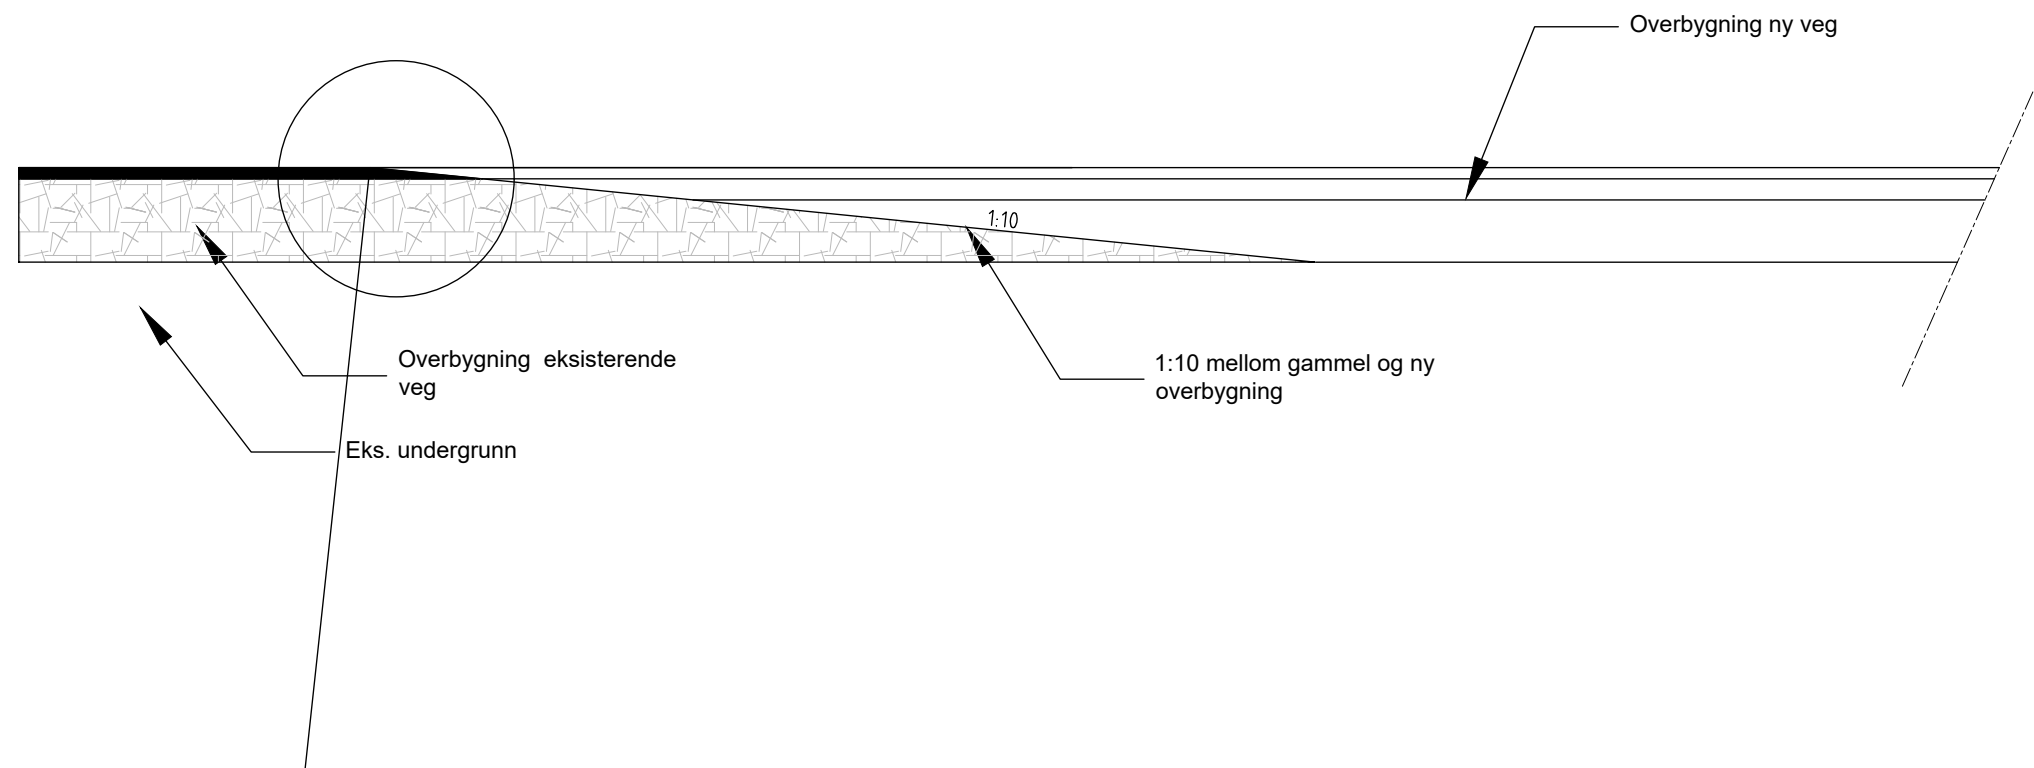 Overbygning ny veg
1:10
Overbygning eksisterende
veg
1:10 mellom gammel og ny
overbygning
Eks. undergrunn